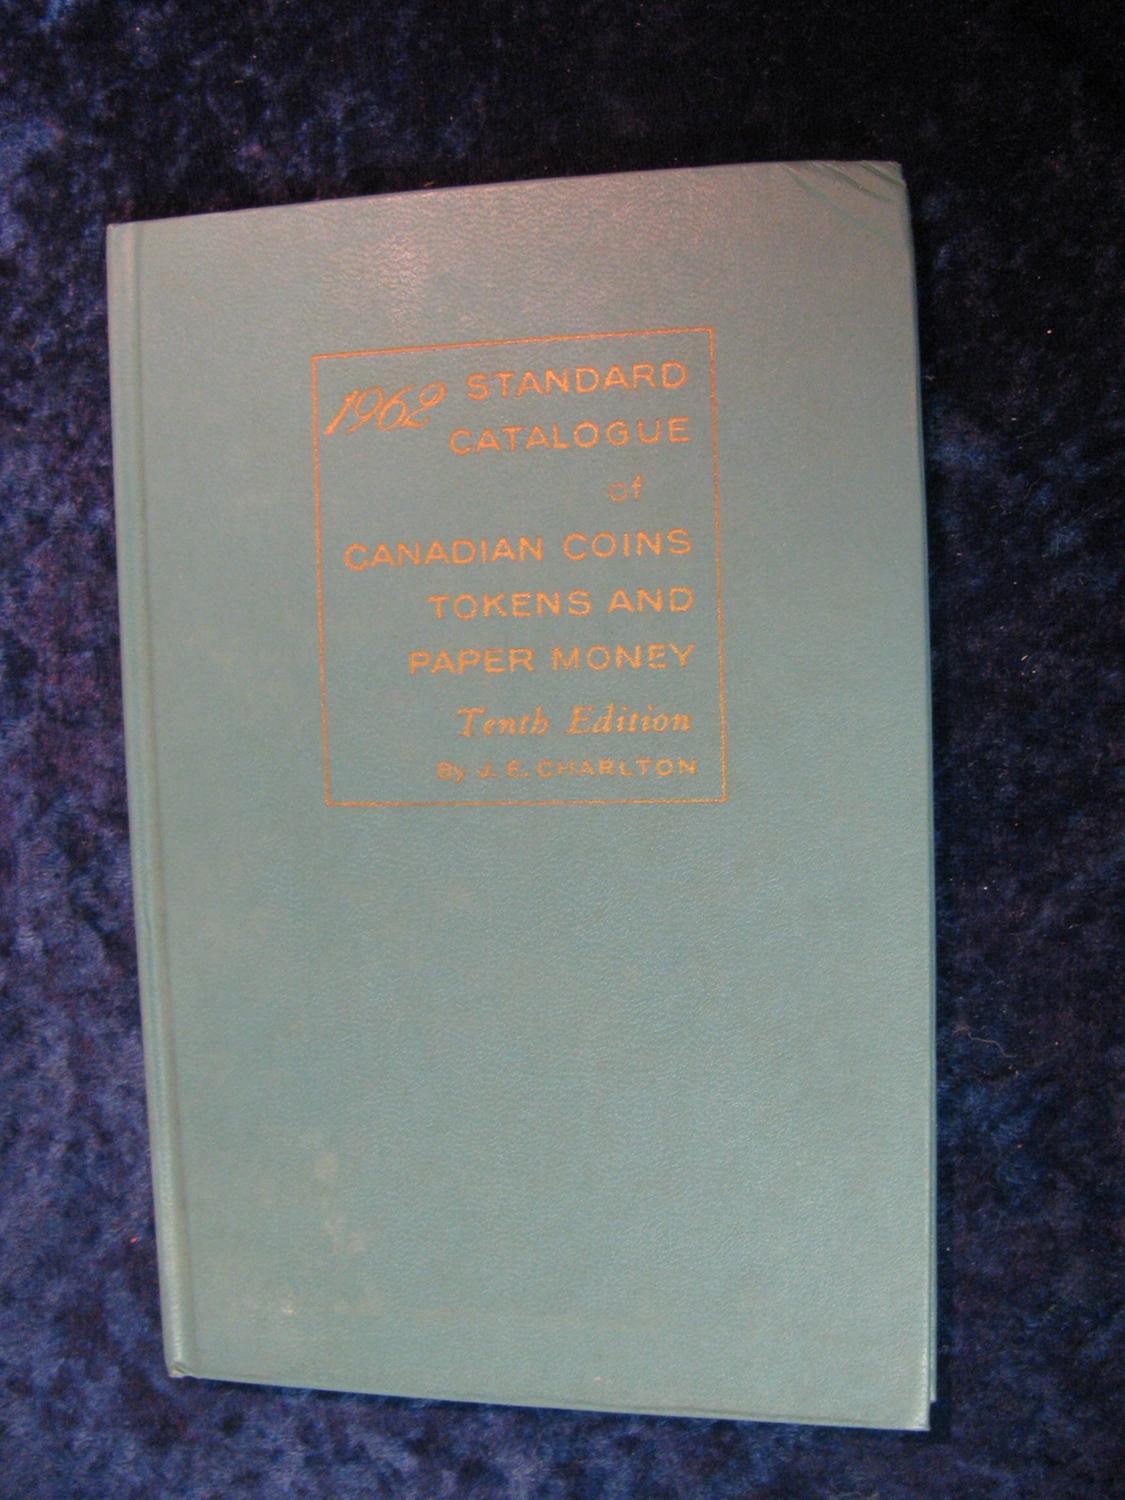 1962 STANDARD
CATALOGUE
of
CANADIAN COINS
TOKENS AND
PAPER MONEY
Tenth Edition
By J. E. CHARLTON